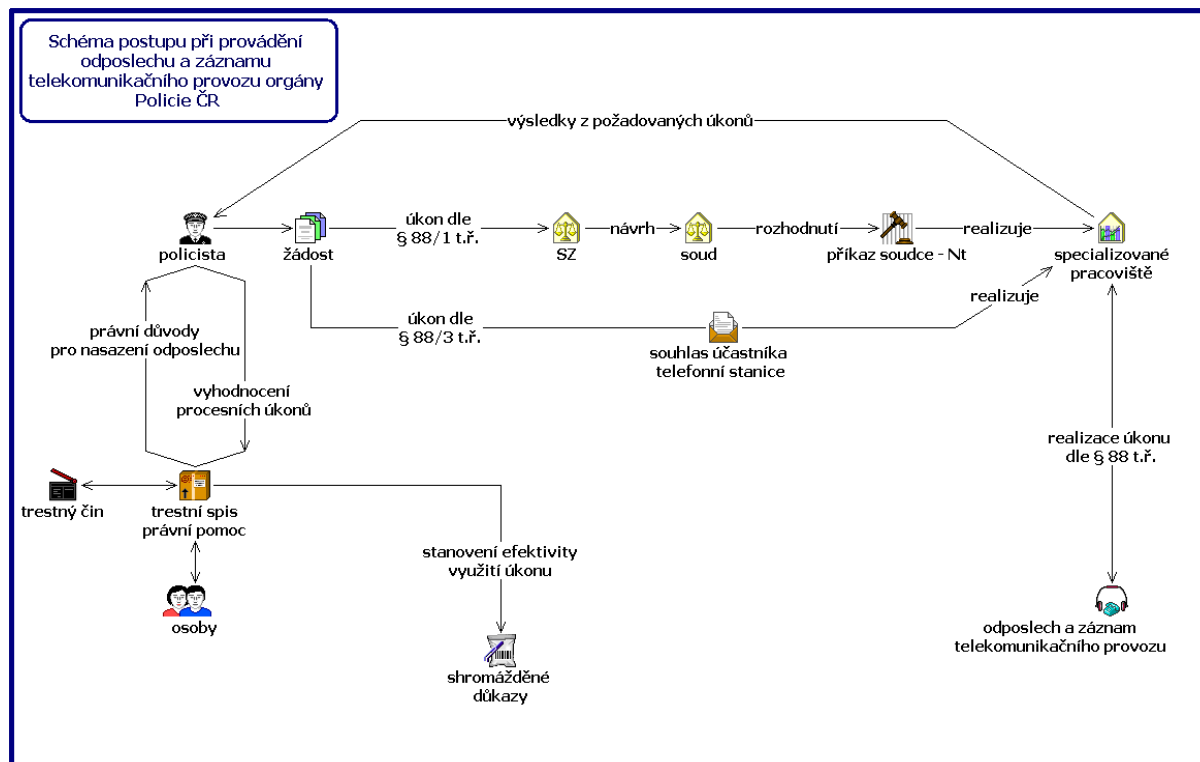 Schéma postupu při provádění
odposlechu a záznamu
telekomunikačního provozu orgány
Policie ČR
výsledky z požadovaných úkonů
policista
žádost
úkon dle
§ 88/1 t.ř.
SZ
návrh
soud
rozhodnutí
příkaz soudce - Nt
realizuje
specializované
pracoviště
úkon dle
§ 88/3 t.ř.
souhlas účastníka
telefonní stanice
realizuje
právní důvody
pro nasazení odposlechu
vyhodnocení
procesních úkonů
realizace úkonu
dle § 88 t.ř.
trestný čin
trestní spis
právní pomoc
stanovení efektivity
využití úkonu
osoby
shromážděné
důkazy
odposlech a záznam
telekomunikačního provozu